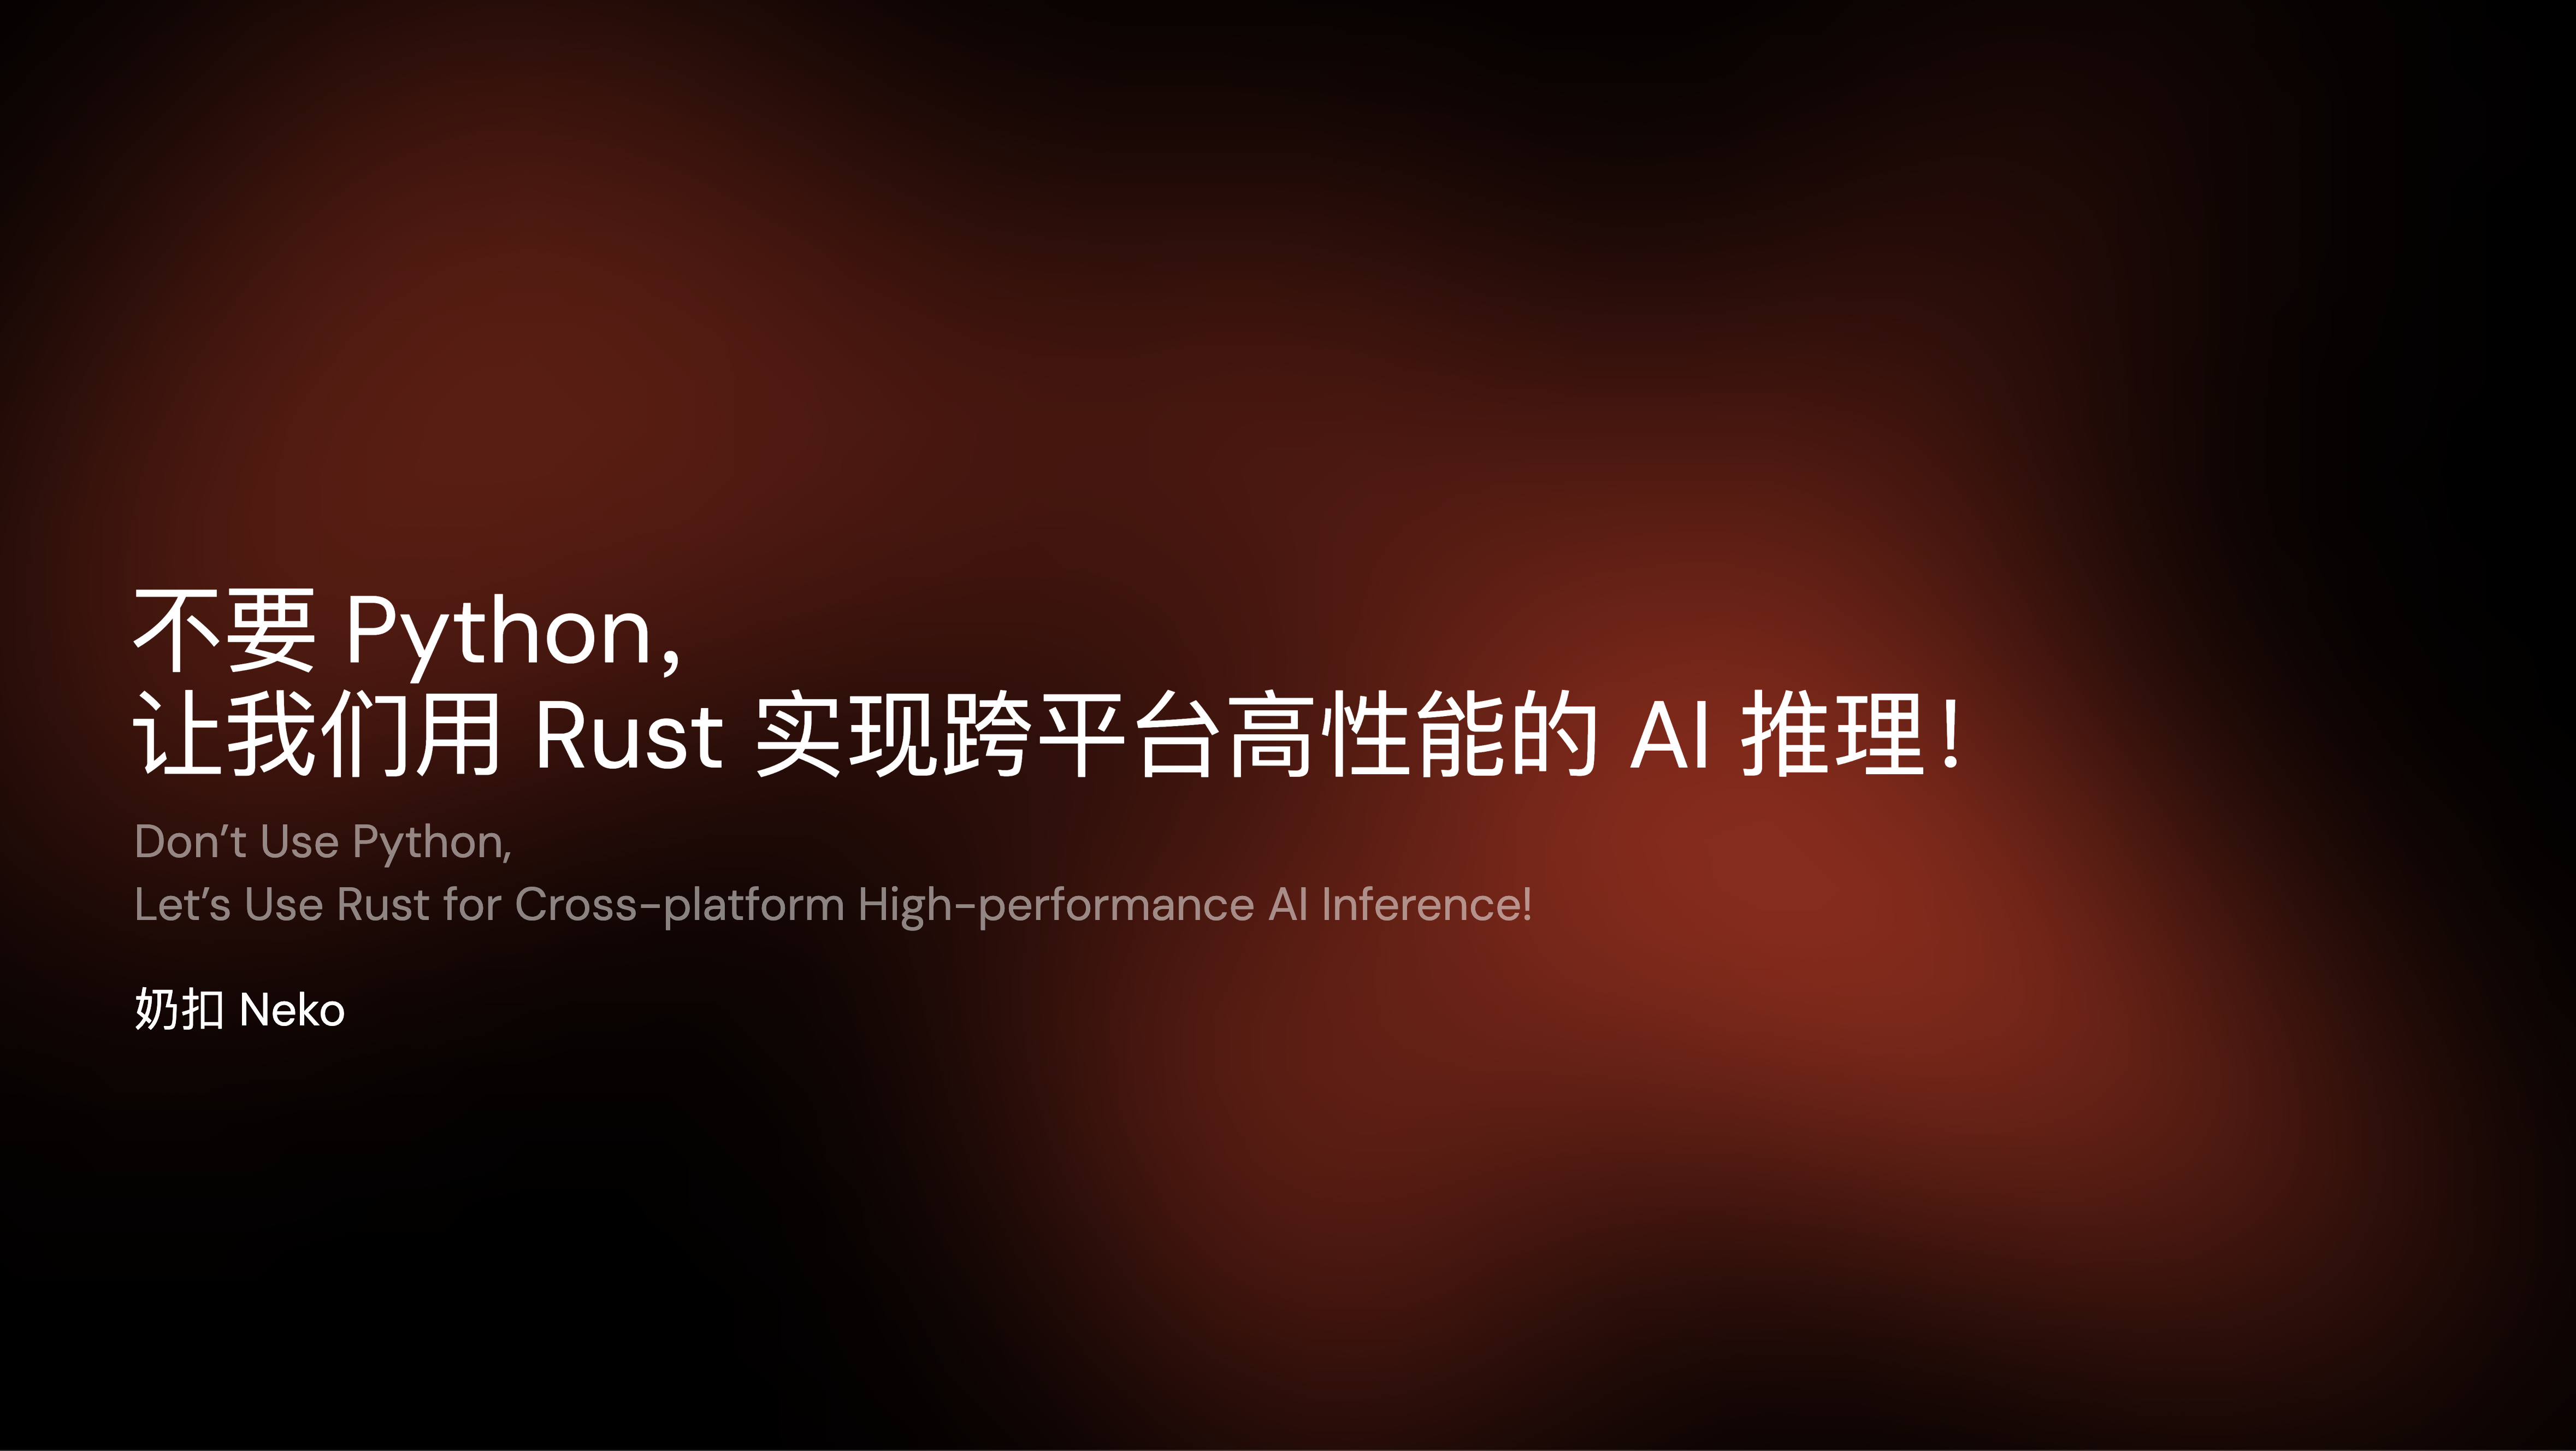 不要 Python，
让我们用 Rust 实现跨平台高性能的 AI 推理！
Don’t Use Python,
Let’s Use Rust for Cross-platform High-performance AI Inference!
奶扣 Neko